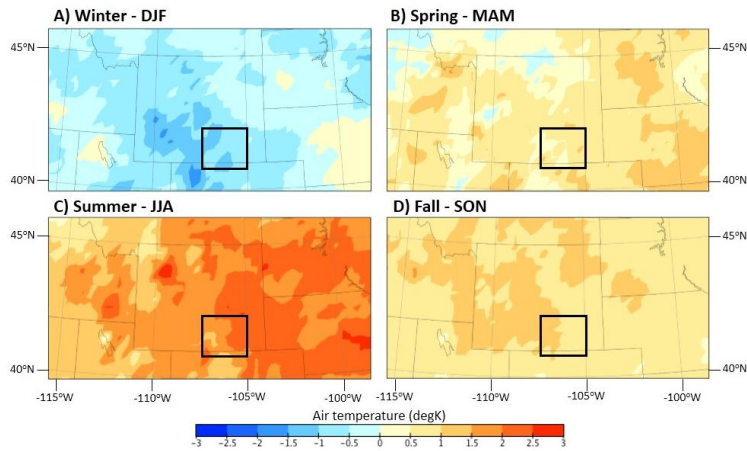 A) Winter - DJF
B) Spring - MAM
45°N
45°N
40°N
40°N
C) Summer - JJA
D) Fall - SON
45°N
45°N
40°N
40°N
-115°W -110°W -105°W -100°W -110°W -105°W -100°W
Air temperature (degK)
-3 -2.5 -2 -1.5 -1 -0.5 0 0.5 1 1.5 2 2.5 3